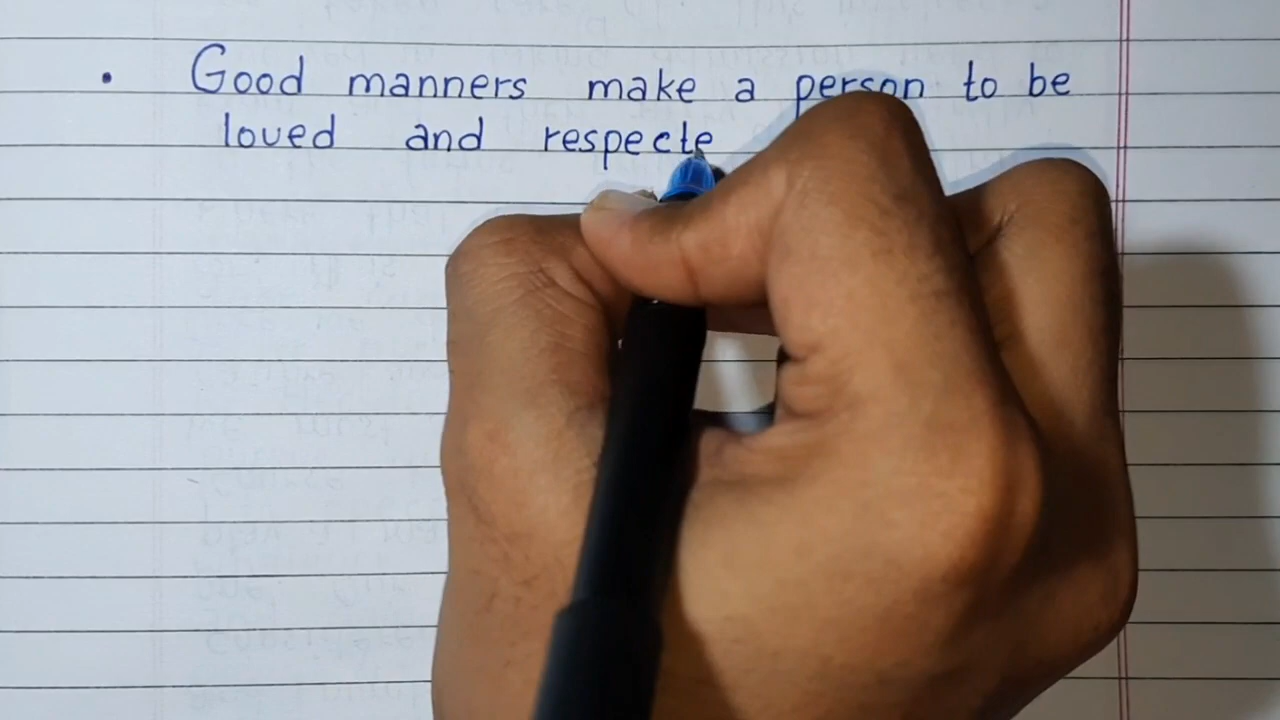 • Good manners make a person to be
loved and respecte